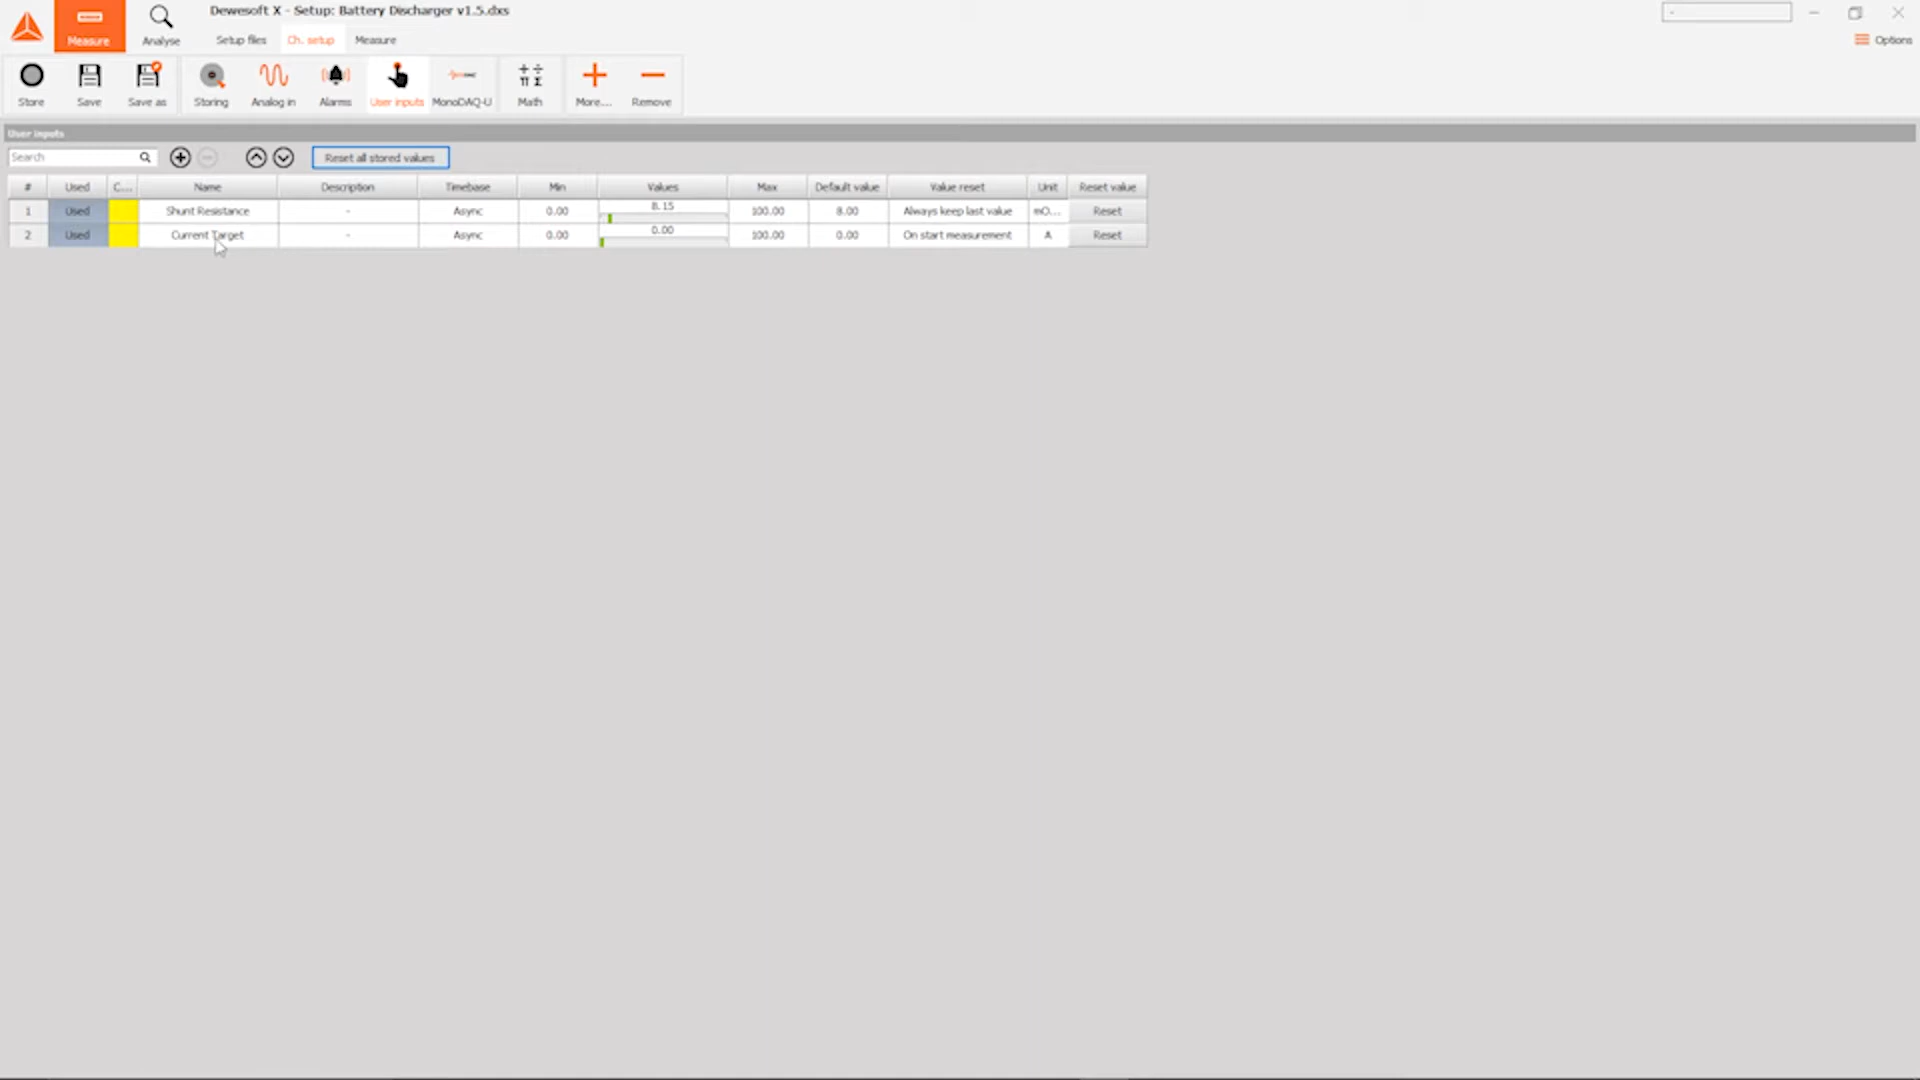 Dewesoft X - Setup: Battery Discharger v1.5.dxs
Measure
Analyse
Setup files
Ch. setup
Measure
Options
Store
Save
Save as
Storing
Analog in
Alarms
User inputs
MonoDAQ-U
Math
More...
Remove
User inputs
Search
Reset all stored values
# Used C... Name Description Timebase Min Values Max Default value Value reset Unit Reset value
1 Used Shunt Resistance - Async 0.00 8.15 100.00 8.00 Always keep last value mO... Reset
2 Used Current Target - Async 0.00 0.00 100.00 0.00 On start measurement A Reset